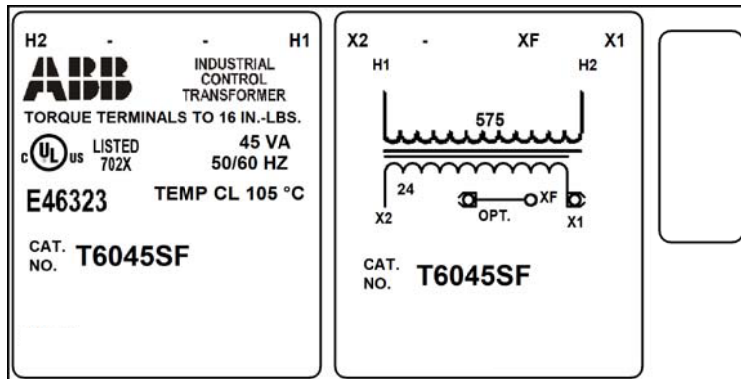 H2 - - H1
ABB
INDUSTRIAL
CONTROL
TRANSFORMER
TORQUE TERMINALS TO 16 IN.-LBS.
C UL US LISTED
702X
45 VA
50/60 HZ
E46323
TEMP CL 105 °C
CAT.
NO. T6045SF
X2 - XF X1
H1 H2
575
24
XF
X2 OPT. X1
CAT.
NO. T6045SF